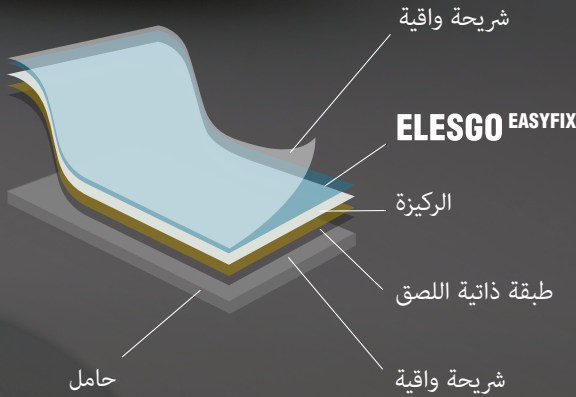 شريحة واقية
ELESGO EASYFIX
الركيزة
طبقة ذاتية اللصق
شريحة واقية
حامل